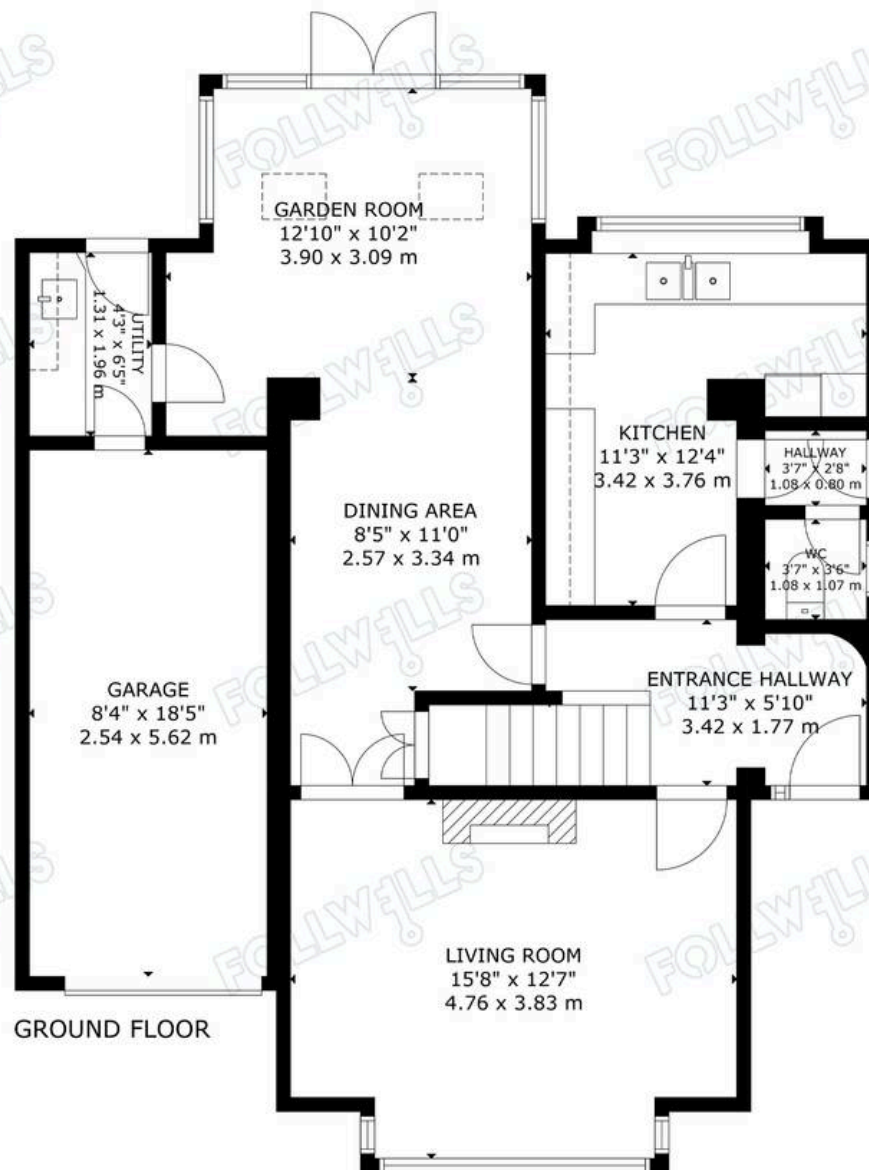 FOLLWELLS
GARDEN ROOM
12'10" x 10'2"
3.90 x 3.09 m
UTILITY
4'3" x 6'5"
1.31 x 1.96 m
KITCHEN
11'3" x 12'4"
3.42 x 3.76 m
HALLWAY
3'7" x 2'8"
1.08 x 0.80 m
DINING AREA
8'5" x 11'0"
2.57 x 3.34 m
WC
3'7" x 3'6"
1.08 x 1.07 m
GARAGE
8'4" x 18'5"
2.54 x 5.62 m
ENTRANCE HALLWAY
11'3" x 5'10"
3.42 x 1.77 m
LIVING ROOM
15'8" x 12'7"
4.76 x 3.83 m
GROUND FLOOR